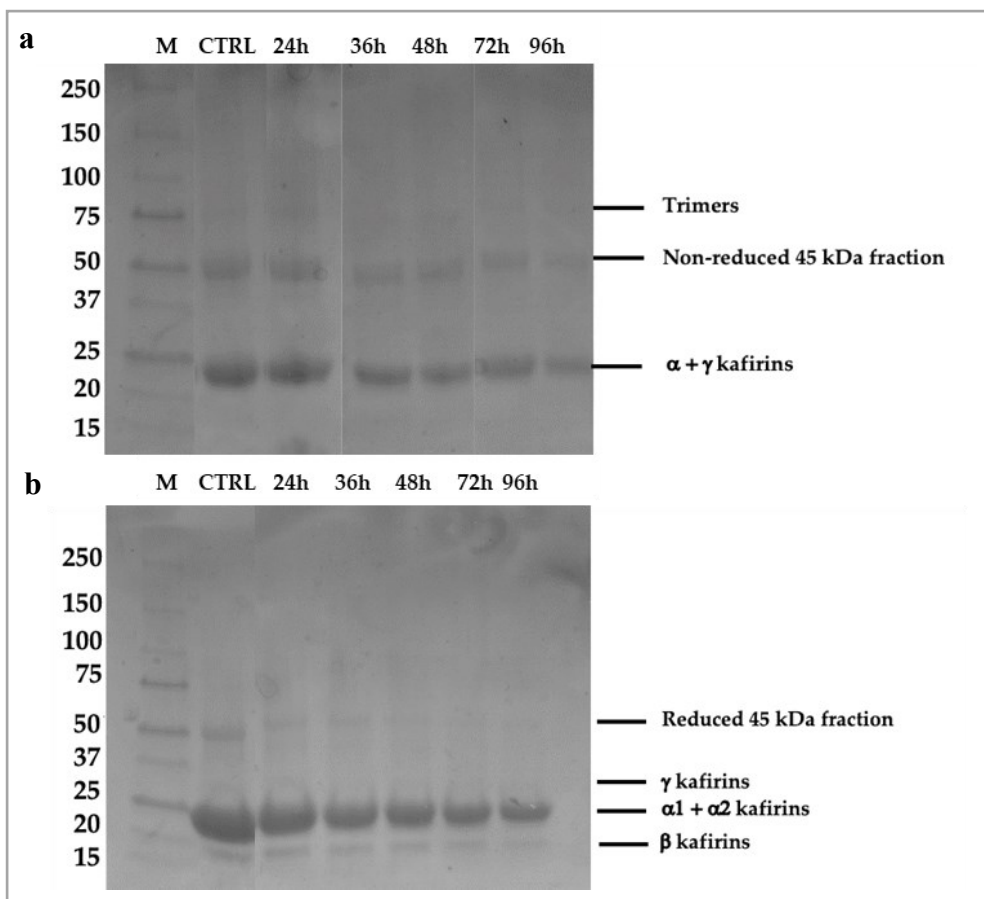 a
M CTRL 24h 36h 48h 72h 96h
250
150
100
75
50
37
25
20
15
Trimers
Non-reduced 45 kDa fraction
α + γ kafirins
b
M CTRL 24h 36h 48h 72h 96h
250
150
100
75
50
37
25
20
15
Reduced 45 kDa fraction
γ kafirins
α1 + α2 kafirins
β kafirins